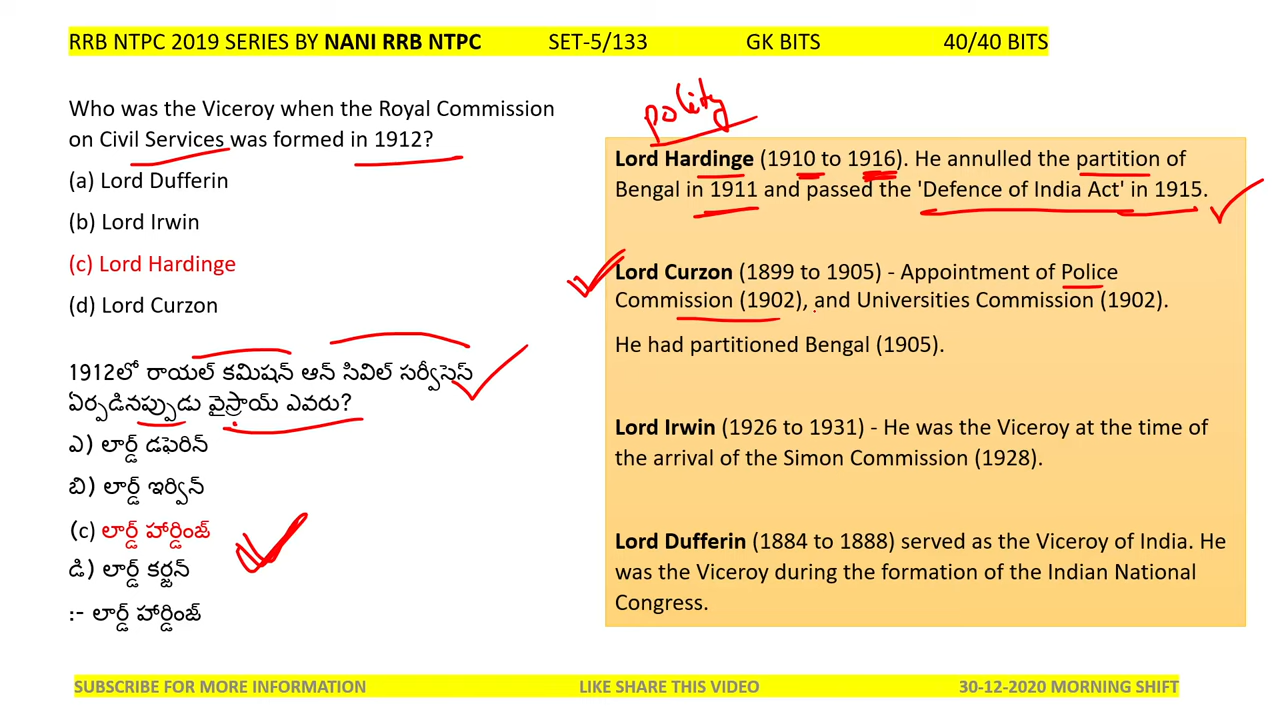 RRB NTPC 2019 SERIES BY NANI RRB NTPC SET-5/133 GK BITS 40/40 BITS
Who was the Viceroy when the Royal Commission
on Civil Services was formed in 1912?
(a) Lord Dufferin
(b) Lord Irwin
(c) Lord Hardinge
(d) Lord Curzon
1912లో రాయల్ కమిషన్ ఆన్ సివిల్ సర్వీసెస్
ఏర్పడినప్పుడు వైస్రాయ్ ఎవరు?
ఎ) లార్డ్ డఫెరిన్
బి) లార్డ్ ఇర్విన్
(c) లార్డ్ హార్డింజ్
డి) లార్డ్ కర్జన్
:- లార్డ్ హార్డింజ్
polity
Lord Hardinge (1910 to 1916). He annulled the partition of
Bengal in 1911 and passed the 'Defence of India Act' in 1915.
Lord Curzon (1899 to 1905) - Appointment of Police
Commission (1902), and Universities Commission (1902).
He had partitioned Bengal (1905).
Lord Irwin (1926 to 1931) - He was the Viceroy at the time of
the arrival of the Simon Commission (1928).
Lord Dufferin (1884 to 1888) served as the Viceroy of India. He
was the Viceroy during the formation of the Indian National
Congress.
SUBSCRIBE FOR MORE INFORMATION LIKE SHARE THIS VIDEO 30-12-2020 MORNING SHIFT